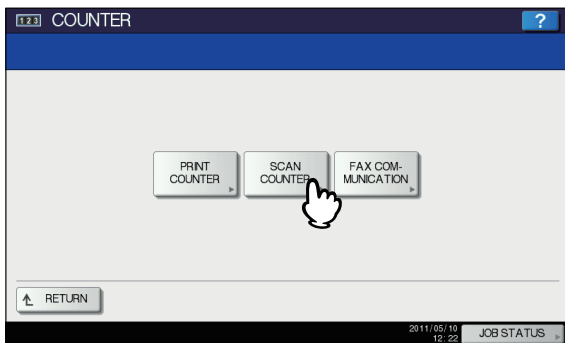 123 COUNTER
?
PRINT
COUNTER
SCAN
COUNTER
FAX COM-
MUNICATION
RETURN
2011/05/10
12:22
JOB STATUS